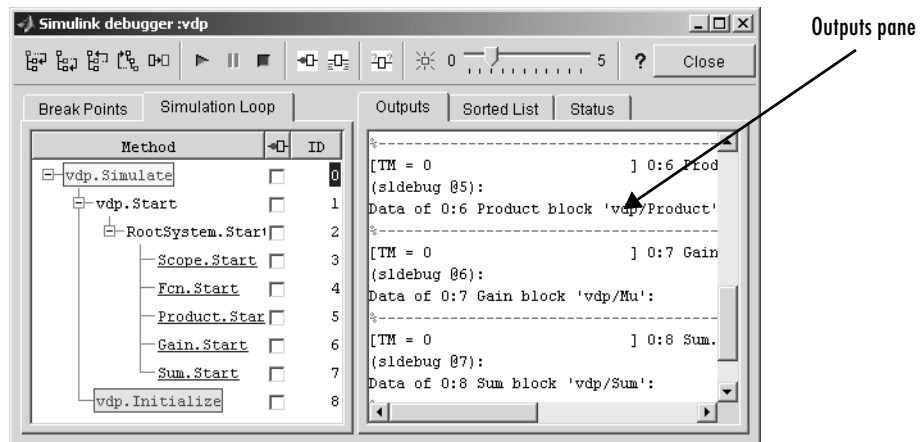 Simulink debugger :vdp
Outputs pane
0 5 ? Close
Break Points Simulation Loop
Outputs Sorted List Status
Method ID
vdp.Simulate 0
vdp.Start 1
RootSystem.Start 2
Scope.Start 3
Fcn.Start 4
Product.Star 5
Gain.Start 6
Sum.Start 7
vdp.Initialize 8
%----------------------------------------
[TM = 0 ] 0:6 Prod
(sldebug @5):
Data of 0:6 Product block 'vdp/Product'
%----------------------------------------
[TM = 0 ] 0:7 Gain
(sldebug @6):
Data of 0:7 Gain block 'vdp/Mu':
%----------------------------------------
[TM = 0 ] 0:8 Sum.
(sldebug @7):
Data of 0:8 Sum block 'vdp/Sum':